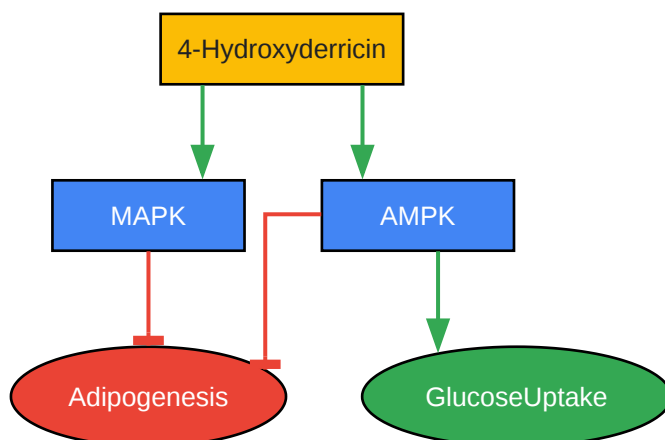 4-Hydroxyderricin
MAPK
AMPK
Adipogenesis
GlucoseUptake